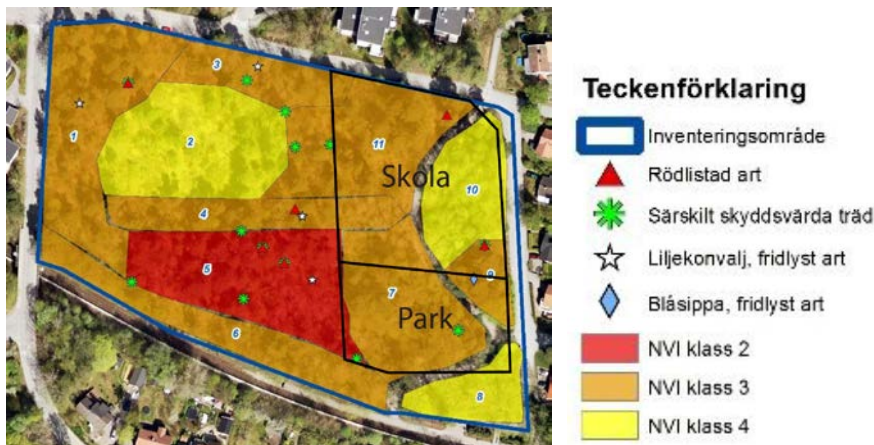 3
1
2
11
Skola
10
4
5
9
7
Park
6
8
Teckenförklaring
Inventeringsområde
Rödlistad art
Särskilt skyddsvärda träd
Liljekonvalj, fridlyst art
Blåsippa, fridlyst art
NVI klass 2
NVI klass 3
NVI klass 4